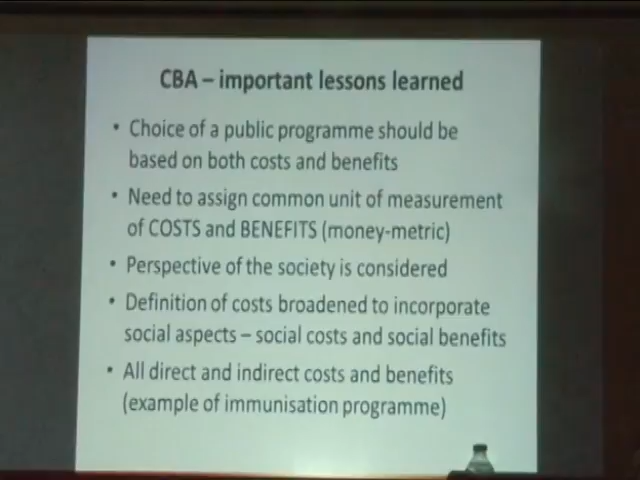 CBA – important lessons learned
• Choice of a public programme should be
based on both costs and benefits
• Need to assign common unit of measurement
of COSTS and BENEFITS (money-metric)
• Perspective of the society is considered
• Definition of costs broadened to incorporate
social aspects – social costs and social benefits
• All direct and indirect costs and benefits
(example of immunisation programme)